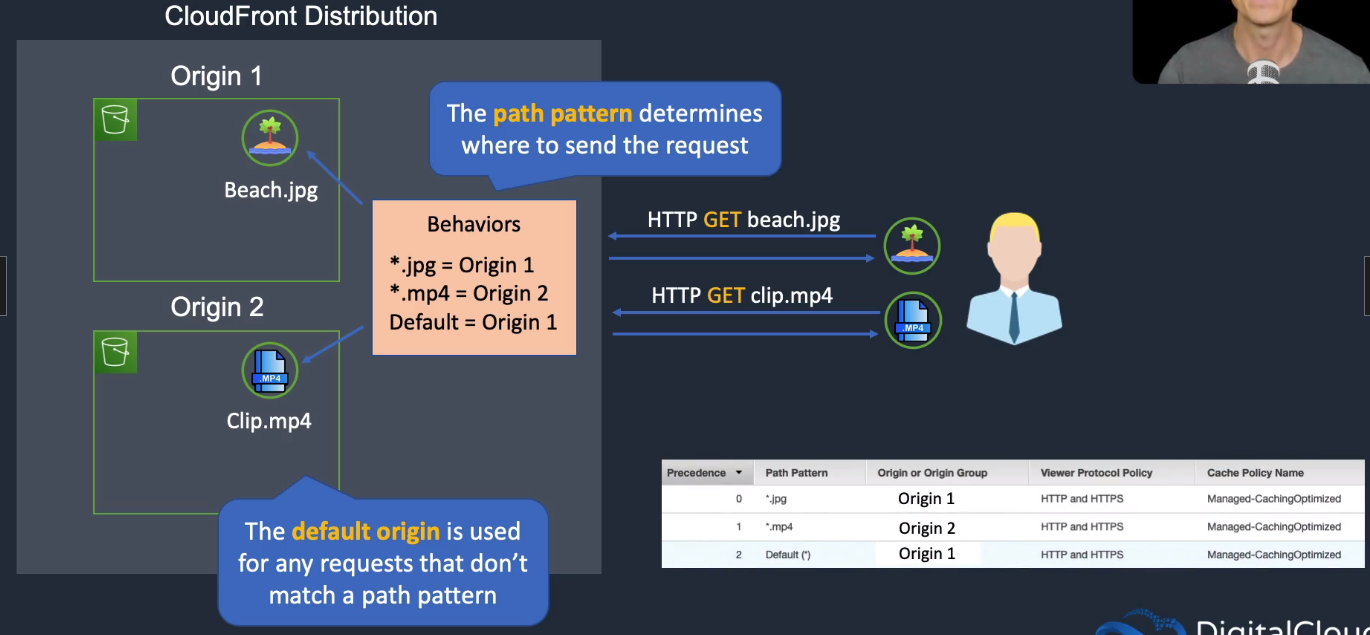 CloudFront Distribution
Origin 1
Beach.jpg
The path pattern determines
where to send the request
Behaviors
*.jpg = Origin 1
*.mp4 = Origin 2
Default = Origin 1
HTTP GET beach.jpg
HTTP GET clip.mp4
.MP4
Origin 2
.MP4
Clip.mp4
The default origin is used
for any requests that don’t
match a path pattern
Precedence Path Pattern Origin or Origin Group Viewer Protocol Policy Cache Policy Name
0 *.jpg Origin 1 HTTP and HTTPS Managed-CachingOptimized
1 *.mp4 Origin 2 HTTP and HTTPS Managed-CachingOptimized
2 Default (*) Origin 1 HTTP and HTTPS Managed-CachingOptimized